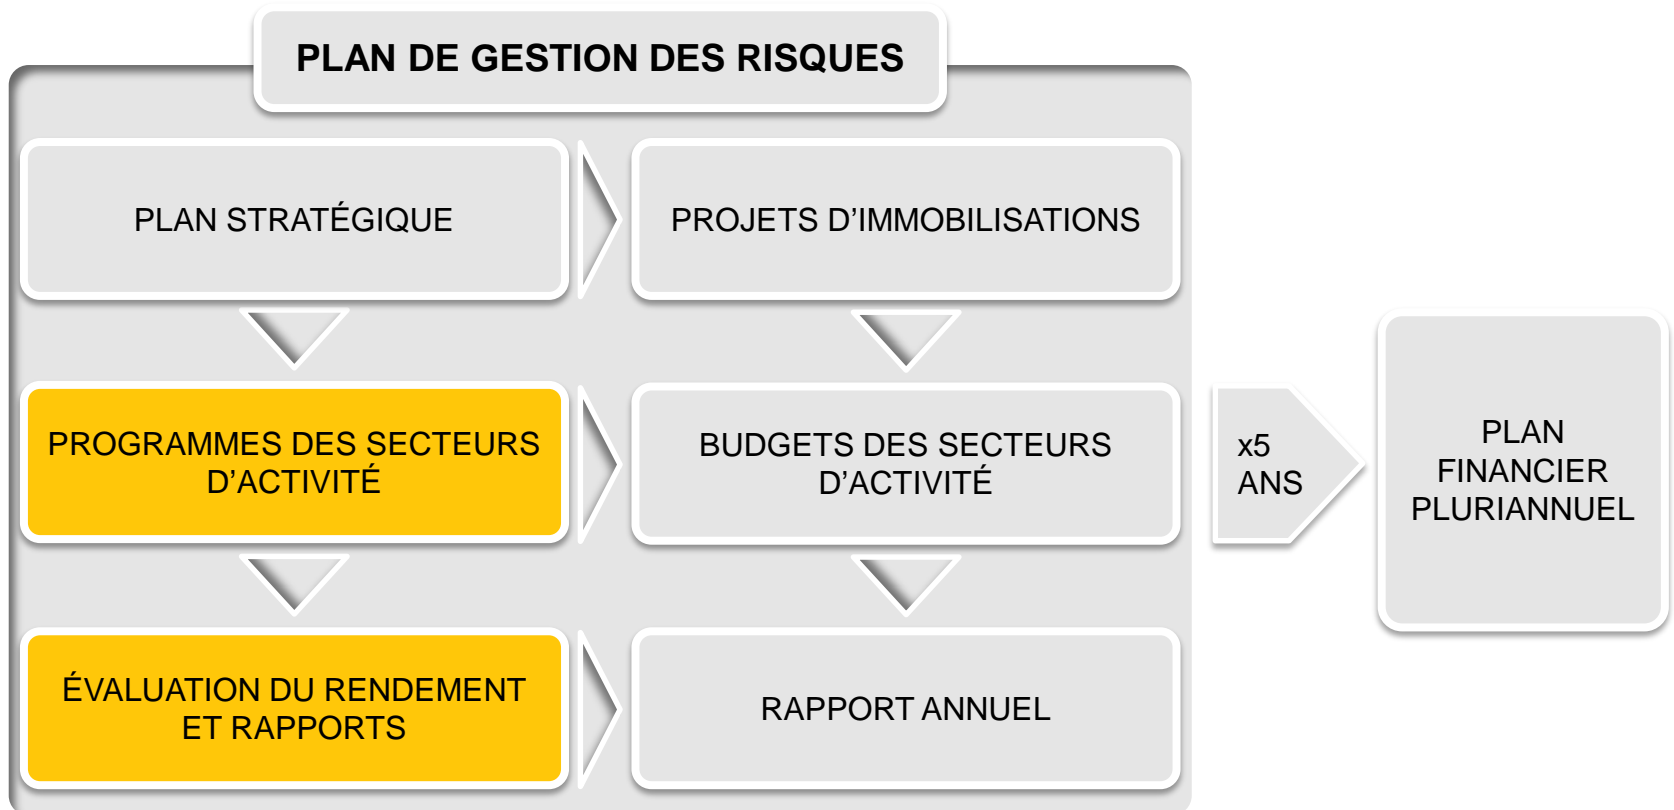 PLAN DE GESTION DES RISQUES
PLAN STRATÉGIQUE
PROJETS D’IMMOBILISATIONS
PROGRAMMES DES SECTEURS
D’ACTIVITÉ
BUDGETS DES SECTEURS
D’ACTIVITÉ
x5
ANS
PLAN
FINANCIER
PLURIANNUEL
ÉVALUATION DU RENDEMENT
ET RAPPORTS
RAPPORT ANNUEL